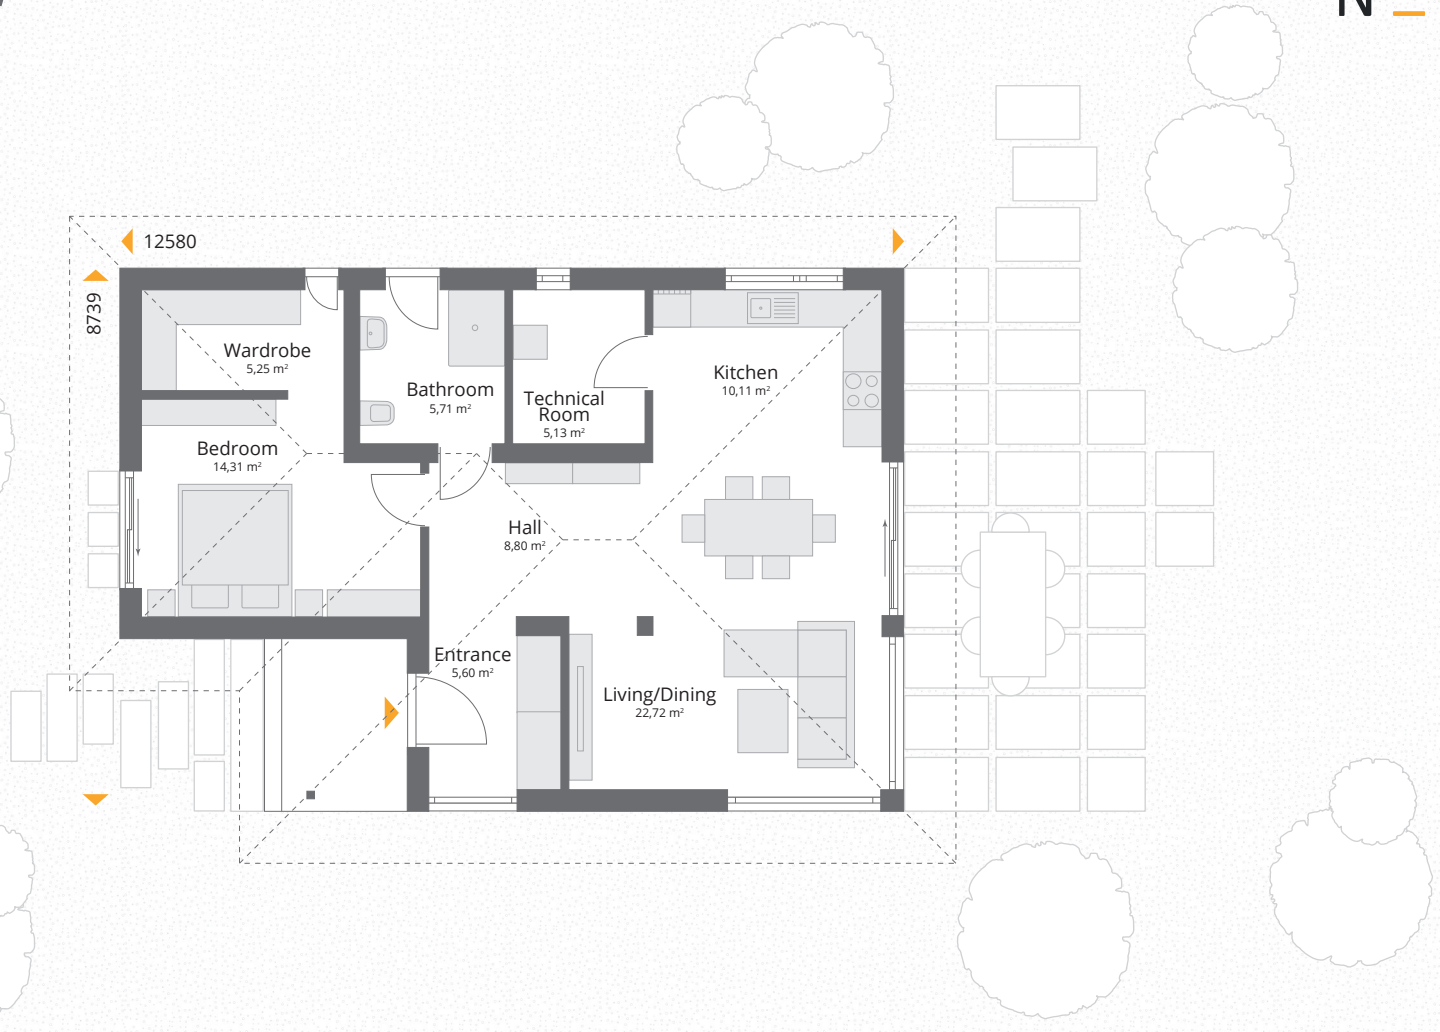 N
12580
8739
Wardrobe
5,25 m²
Bathroom
5,71 m²
Technical
Room
5,13 m²
Kitchen
10,11 m²
Bedroom
14,31 m²
Hall
8,80 m²
Entrance
5,60 m²
Living/Dining
22,72 m²